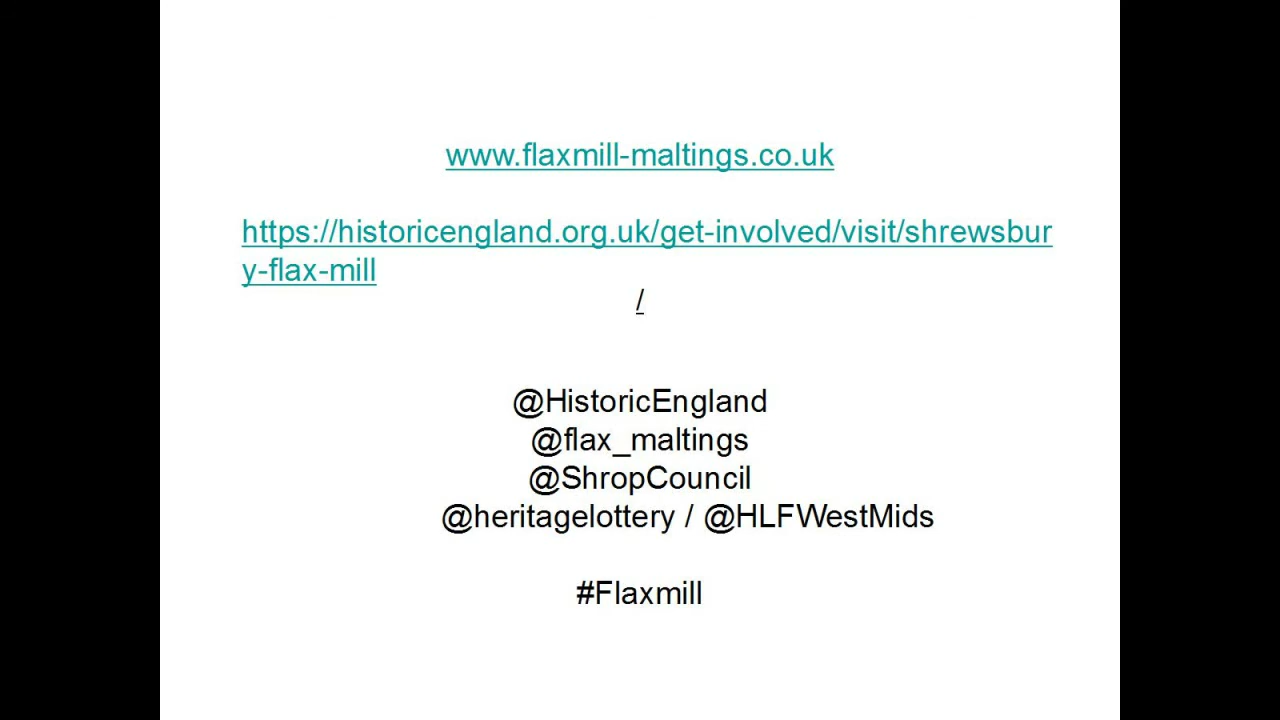 www.flaxmill-maltings.co.uk
https://historicengland.org.uk/get-involved/visit/shrewsbur
y-flax-mill
/
@HistoricEngland
@flax_maltings
@ShropCouncil
@heritagelottery / @HLFWestMids
#Flaxmill